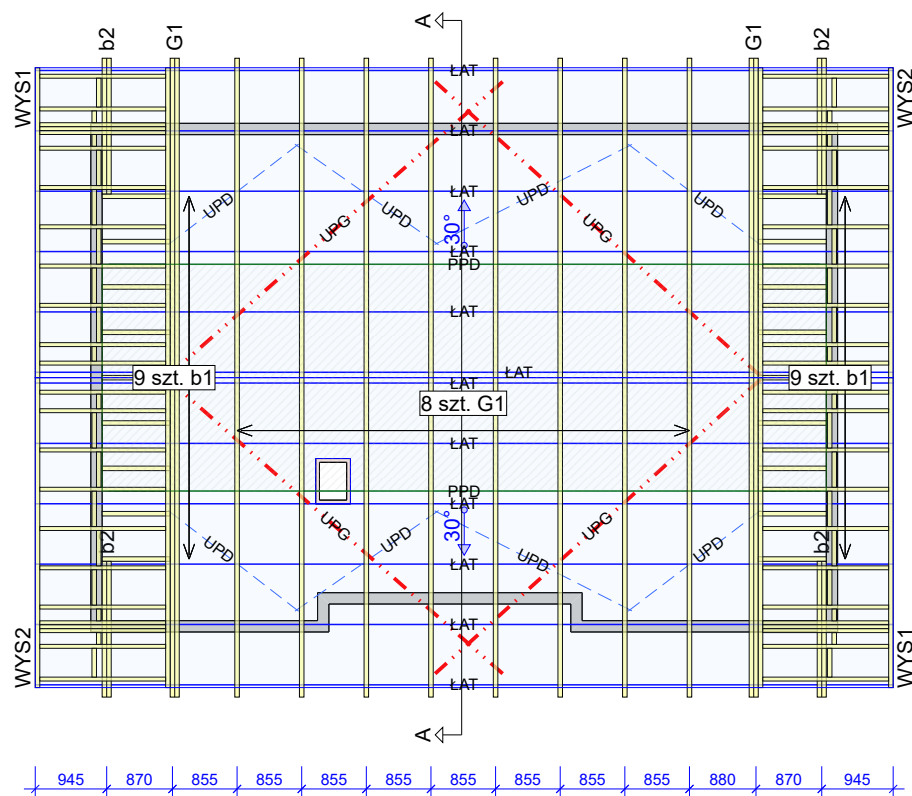 A
b2
G1
G1
b2
WYS1
WYS2
ŁAT
ŁAT
ŁAT
UPD
UPD
UPD
UPD
UPG
UPG
30°
ŁAT
PPD
ŁAT
ŁAT
9 szt. b1
ŁAT
9 szt. b1
8 szt. G1
ŁAT
PPD
ŁAT
UPG
UPG
30°
UPD
UPD
UPD
UPD
b2
b2
ŁAT
ŁAT
WYS2
WYS1
ŁAT
A
945 870 855 855 855 855 855 855 855 855 880 870 945